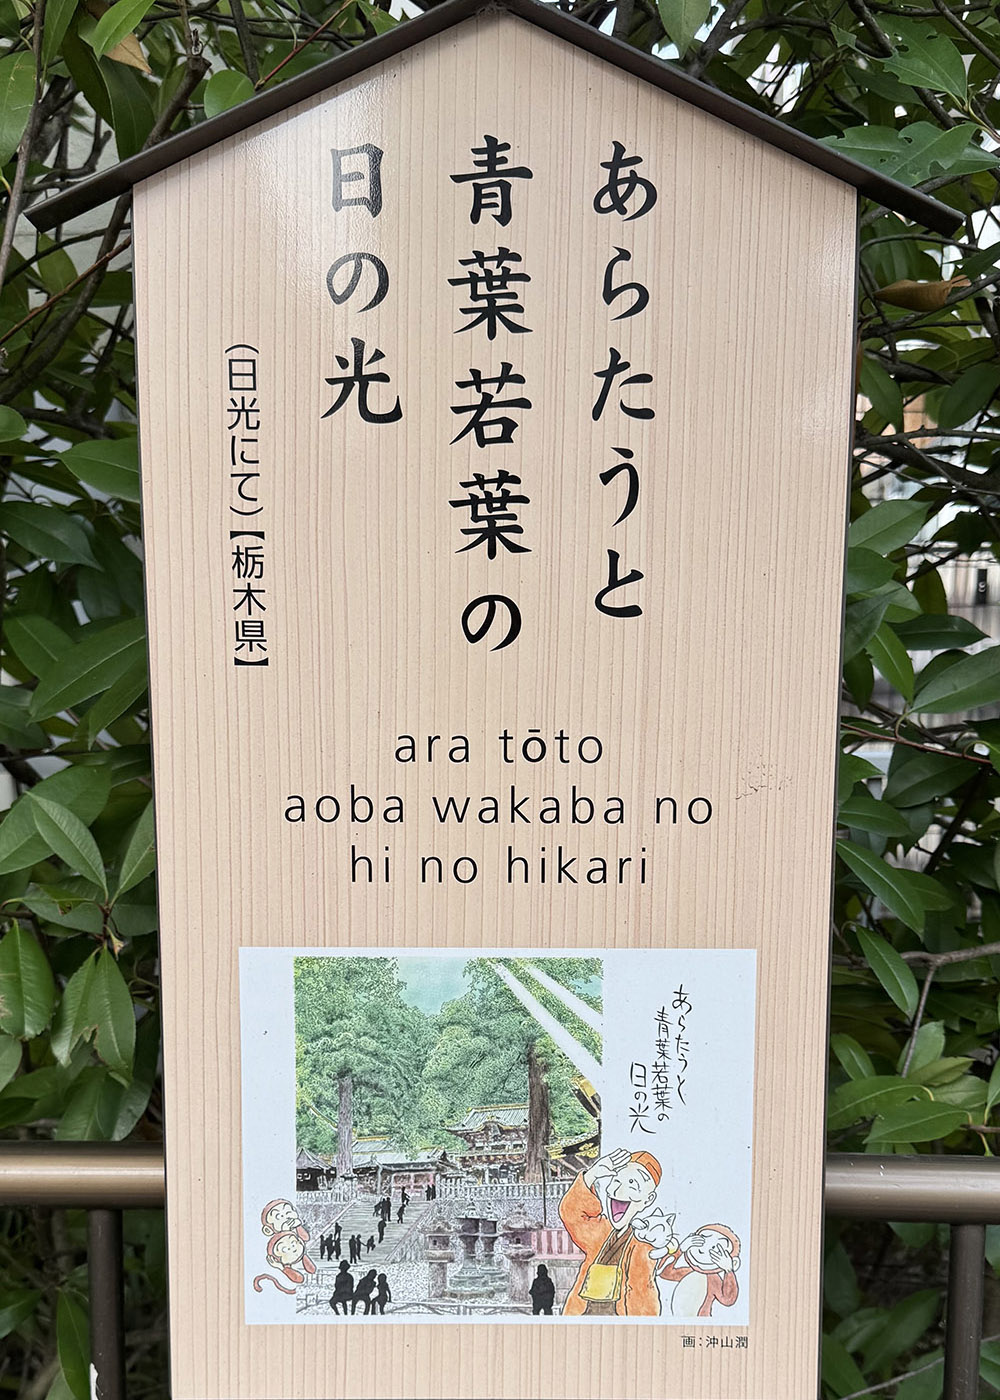 あらたうと
青葉若葉の
日の光
（日光にて）【栃木県】
ara tōto
aoba wakaba no
hi no hikari
あらたうと
青葉若葉の
日の光
画：沖山潤